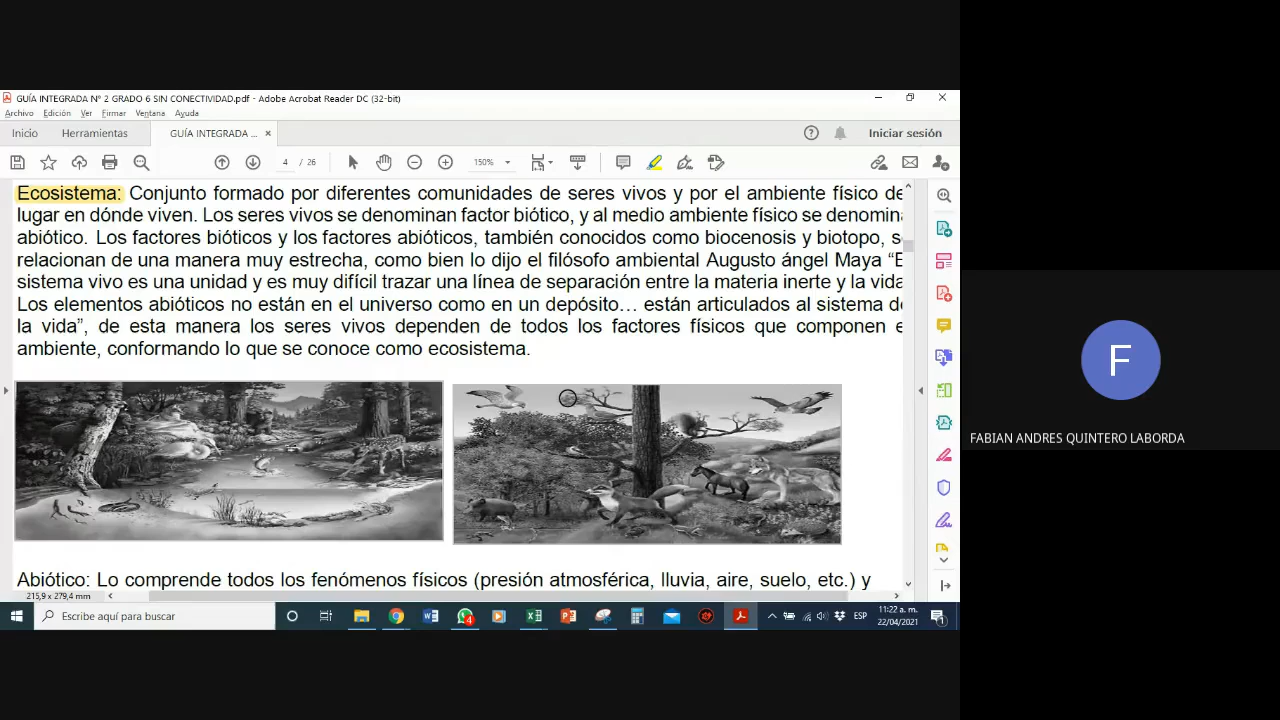 GUÍA INTEGRADA N° 2 GRADO 6 SIN CONECTIVIDAD.pdf - Adobe Acrobat Reader DC (32-bit)
Archivo Edición Ver Firmar Ventana Ayuda
Inicio Herramientas GUÍA INTEGRADA ... × Iniciar sesión
4 / 26 150%
Ecosistema: Conjunto formado por diferentes comunidades de seres vivos y por el ambiente físico de
lugar en dónde viven. Los seres vivos se denominan factor biótico, y al medio ambiente físico se denomina
abiótico. Los factores bióticos y los factores abióticos, también conocidos como biocenosis y biotopo, s
relacionan de una manera muy estrecha, como bien lo dijo el filósofo ambiental Augusto ángel Maya “E
sistema vivo es una unidad y es muy difícil trazar una línea de separación entre la materia inerte y la vida
Los elementos abióticos no están en el universo como en un depósito… están articulados al sistema de
la vida”, de esta manera los seres vivos dependen de todos los factores físicos que componen e
ambiente, conformando lo que se conoce como ecosistema.
F
FABIAN ANDRES QUINTERO LABORDA
Abiótico: Lo comprende todos los fenómenos físicos (presión atmosférica, lluvia, aire, suelo, etc.) y
215,9 x 279,4 mm
Escribe aquí para buscar
4
ESP
11:22 a. m.
22/04/2021
1